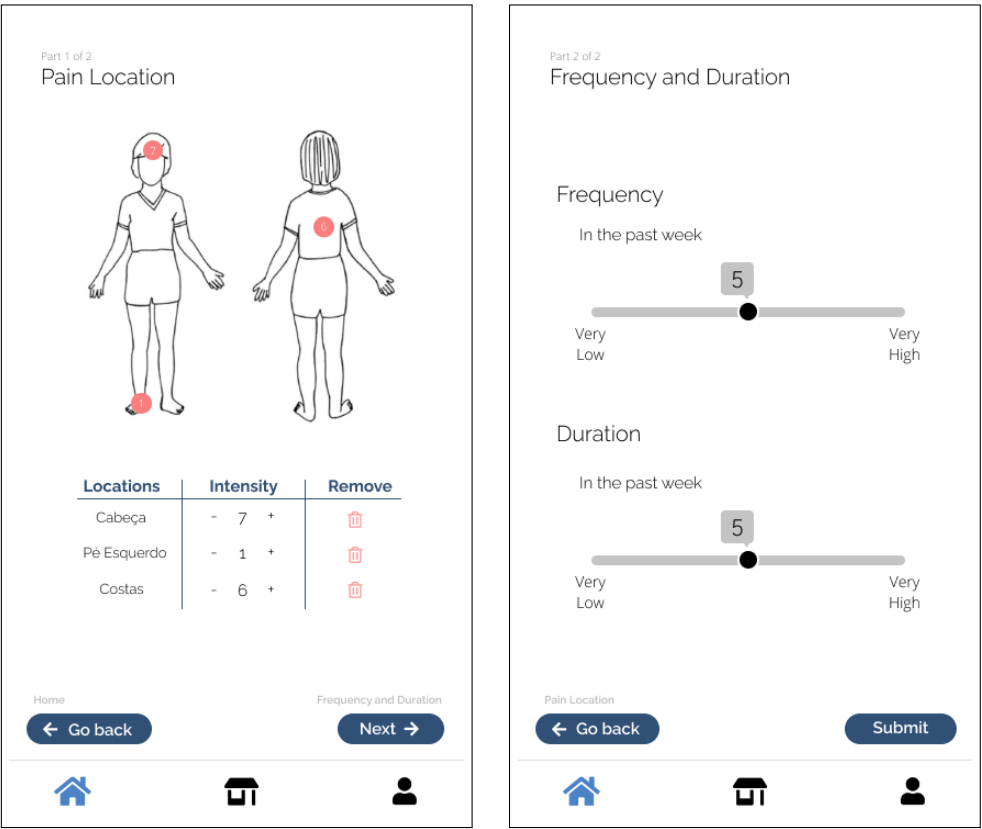 Part 1 of 2
Pain Location
7
6
1
Locations Intensity Remove
Cabeça - 7 +
Pé Esquerdo - 1 +
Costas - 6 +
Home
Frequency and Duration
Go back
Next
Part 2 of 2
Frequency and Duration
Frequency
In the past week
5
Very Low
Very High
Duration
In the past week
5
Very Low
Very High
Pain Location
Go back
Submit